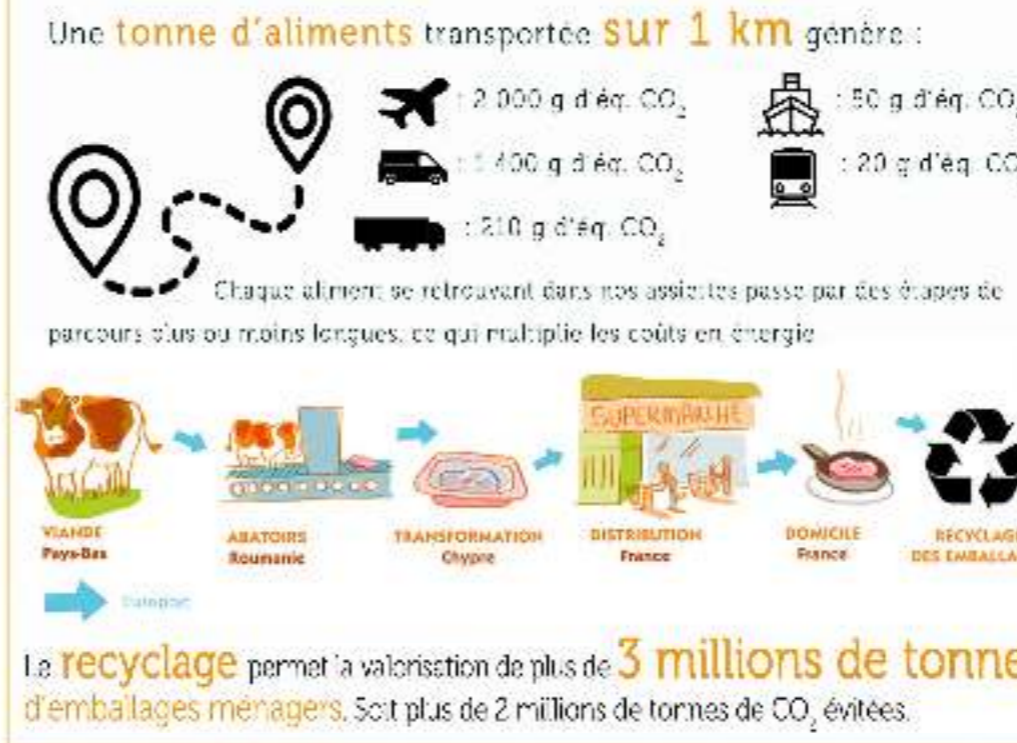 Une tonne d'aliments transportée sur 1 km génère :
: 2 000 g d'éq. CO2
: 50 g d'éq. CO2
: 1 400 g d'éq. CO2
: 20 g d'éq. CO
: 210 g d'éq. CO2
Chaque aliment se retrouvant dans nos assiettes passe par des étapes de
parcours plus ou moins longues, ce qui multiplie les coûts en énergie
SUPERMARCHÉ
VIANDE
Pays-Bas
ABATOIRS
Roumanie
TRANSFORMATION
Chypre
DISTRIBUTION
France
DOMICILE
France
RECYCLAG
DES EMBALLA
transport
Le recyclage permet la valorisation de plus de 3 millions de tonne
d'emballages ménagers. Soit plus de 2 millions de tonnes de CO2 évitées.